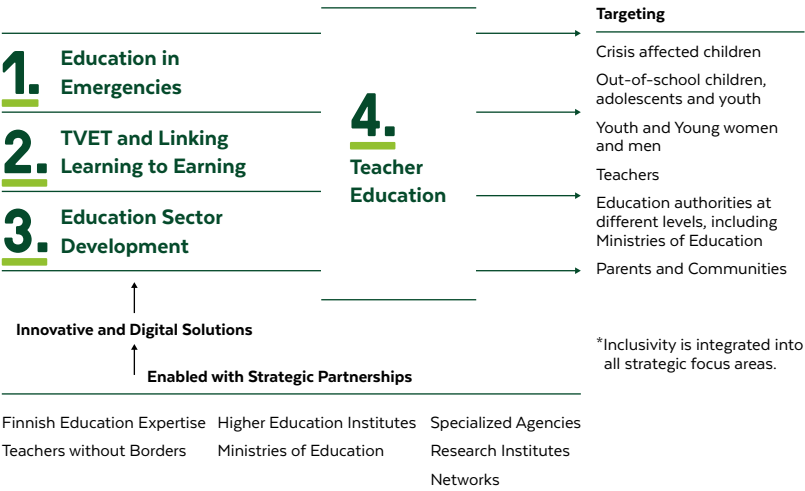 1.
Education in
Emergencies
2.
TVET and Linking
Learning to Earning
3.
Education Sector
Development
4.
Teacher
Education
Targeting
Crisis affected children
Out-of-school children,
adolescents and youth
Youth and Young women
and men
Teachers
Education authorities at
different levels, including
Ministries of Education
Parents and Communities
*Inclusivity is integrated into
all strategic focus areas.
Innovative and Digital Solutions
Enabled with Strategic Partnerships
Finnish Education Expertise
Teachers without Borders
Higher Education Institutes
Ministries of Education
Specialized Agencies
Research Institutes
Networks